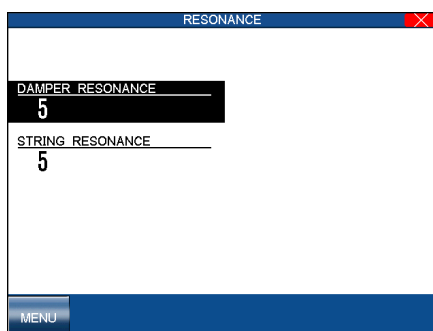 RESONANCE
DAMPER RESONANCE
5
STRING RESONANCE
5
MENU